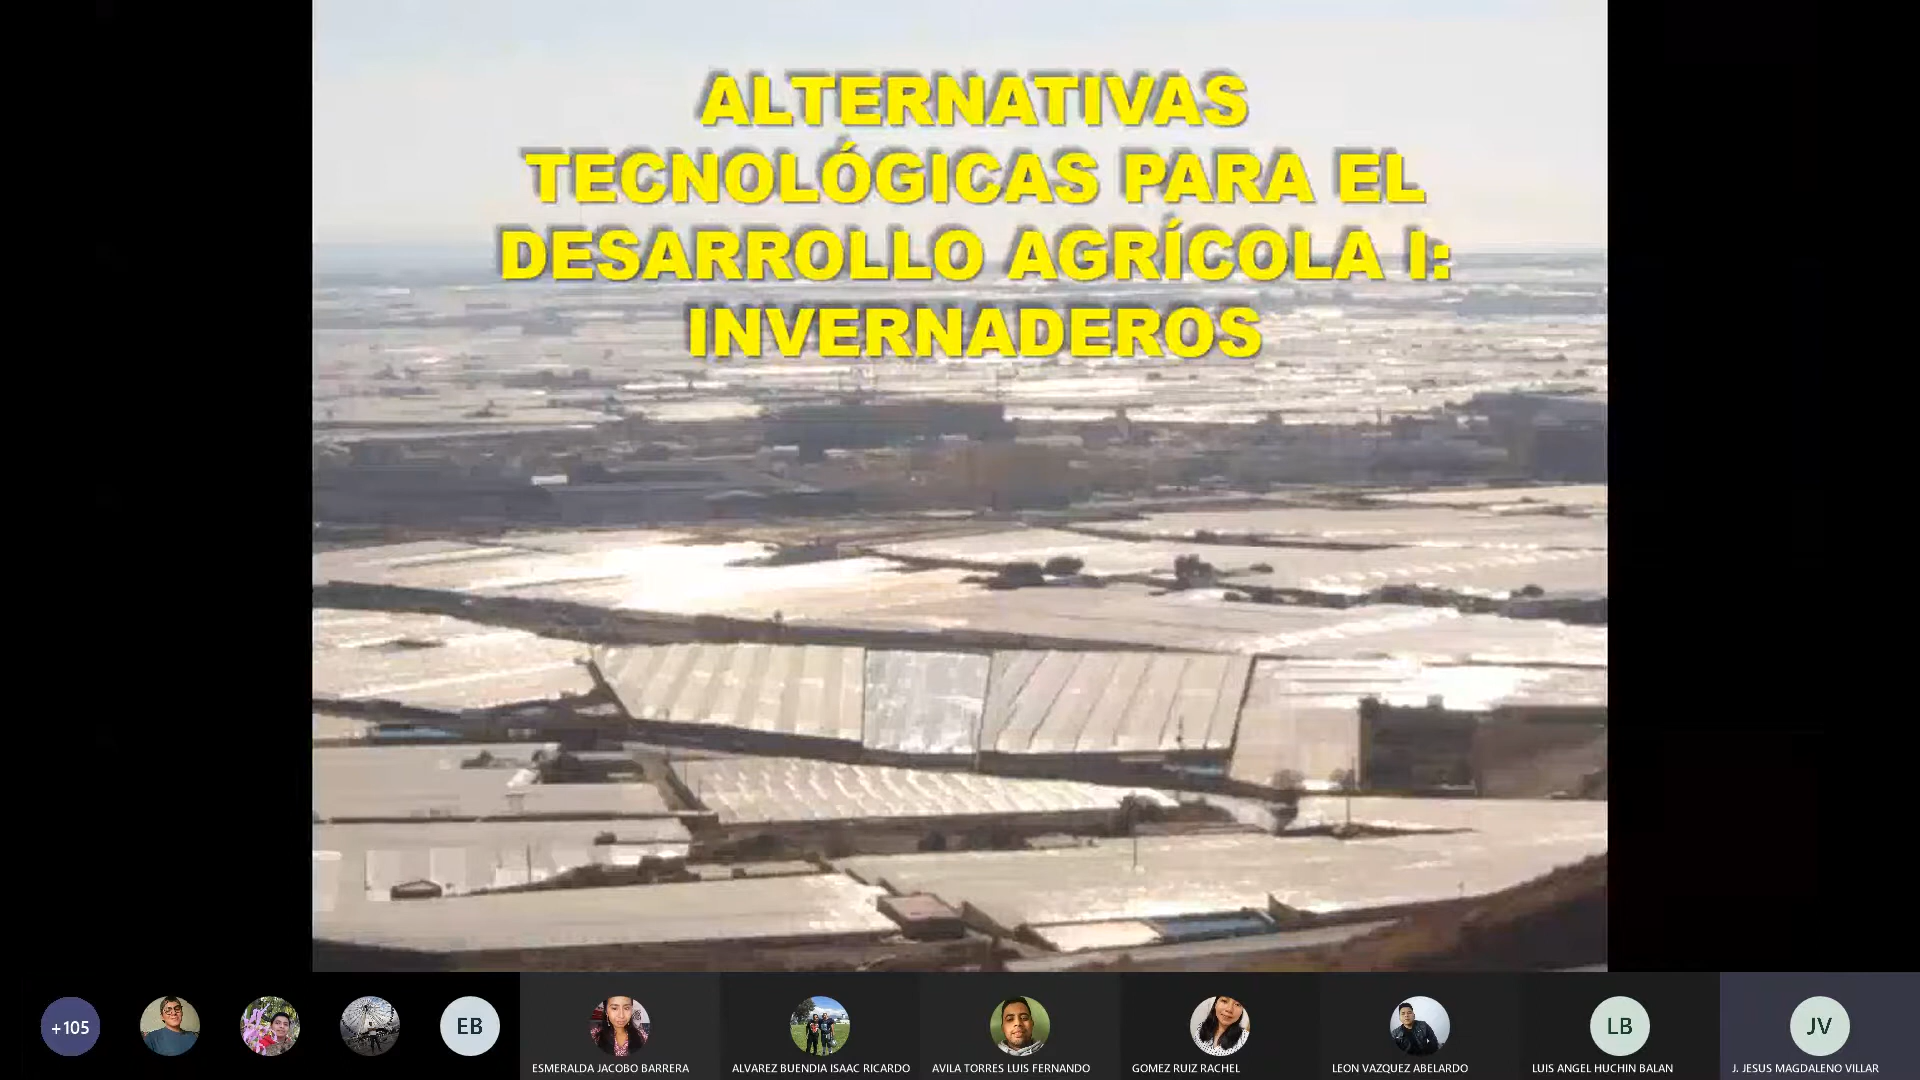 ALTERNATIVAS
TECNOLÓGICAS PARA EL
DESARROLLO AGRÍCOLA I:
INVERNADEROS
+105
EB
LB
JV
ESMERALDA JACOBO BARRERA
ALVAREZ BUENDIA ISAAC RICARDO
AVILA TORRES LUIS FERNANDO
GOMEZ RUIZ RACHEL
LEON VAZQUEZ ABELARDO
LUIS ANGEL HUCHIN BALAN
J. JESUS MAGDALENO VILLAR